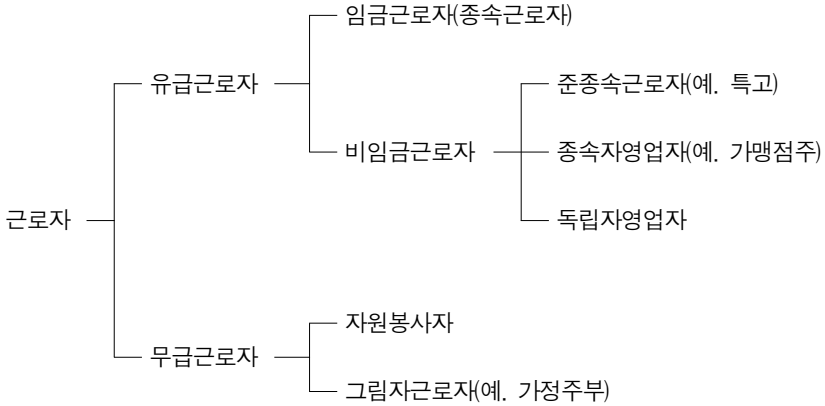 임금근로자(종속근로자)
유급근로자
준종속근로자(예. 특고)
비임금근로자
종속자영업자(예. 가맹점주)
근로자
독립자영업자
자원봉사자
무급근로자
그림자근로자(예. 가정주부)